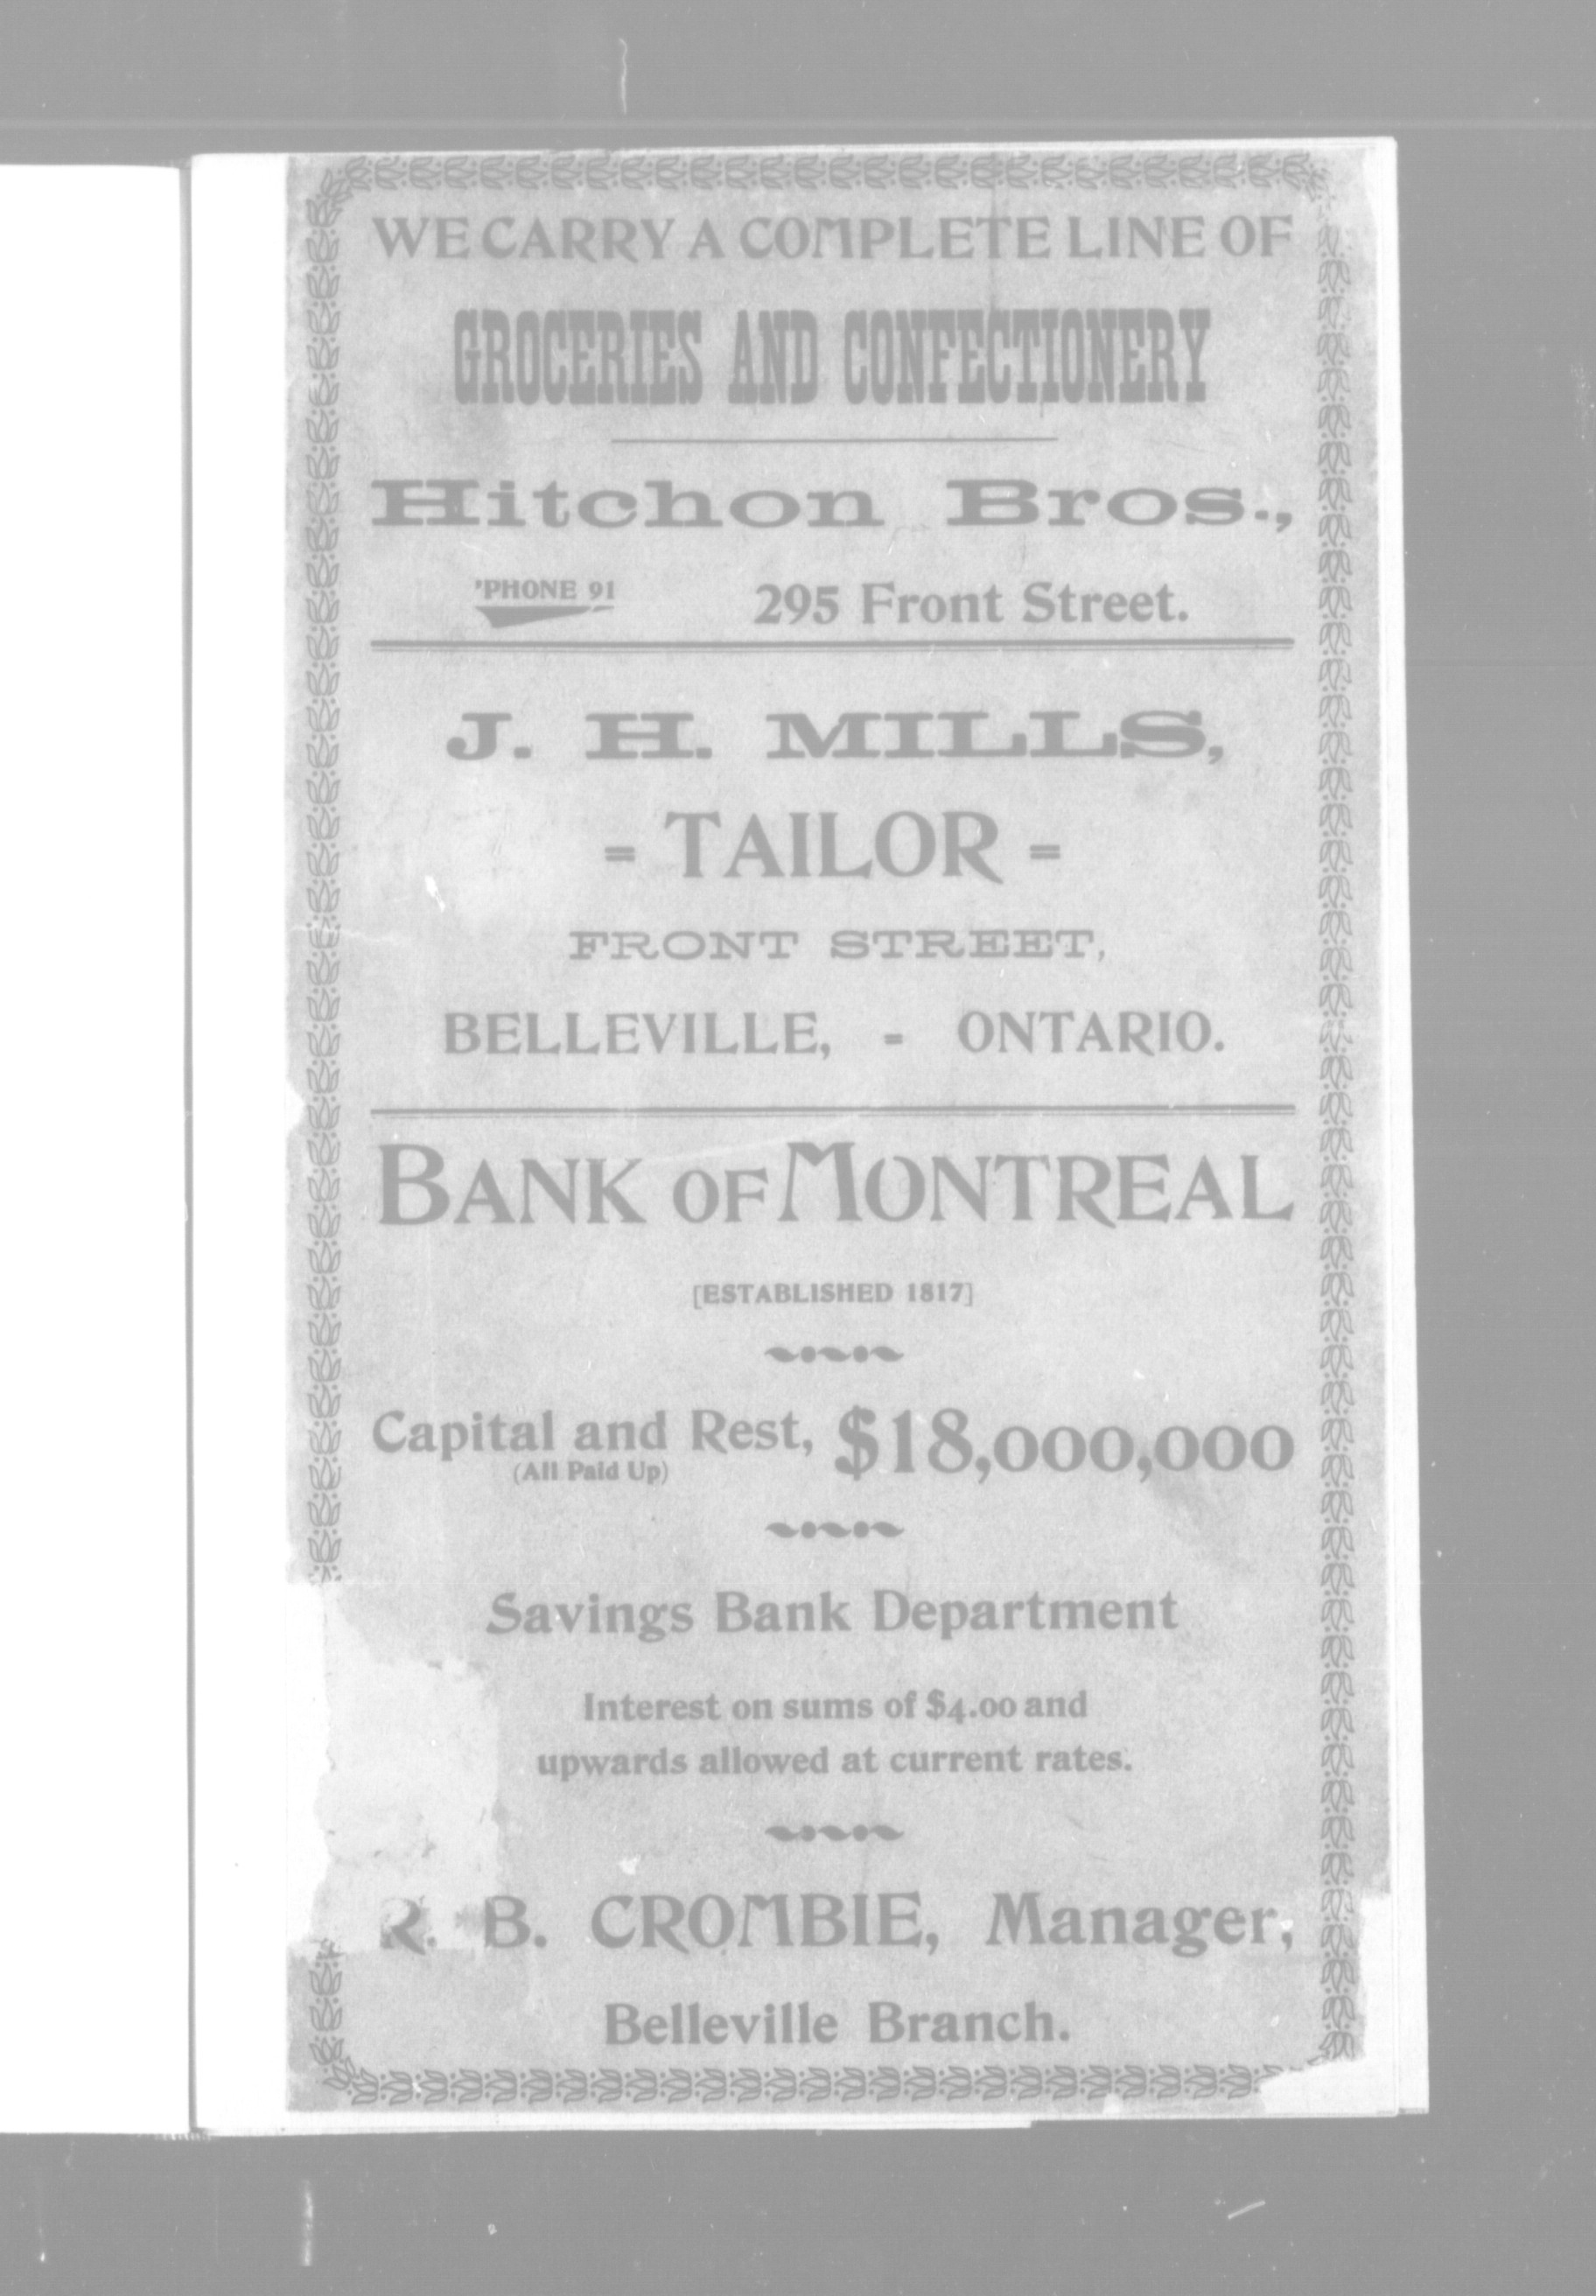 WE CARRY A COMPLETE LINE OF
GROCERIES AND CONFECTIONERY
Hitchon Bros.,
'PHONE 91 295 Front Street.
J. H. MILLS,
= TAILOR =
FRONT STREET,
BELLEVILLE, - ONTARIO.
BANK OF MONTREAL
[ESTABLISHED 1817]
Capital and Rest, $18,000,000
(All Paid Up)
Savings Bank Department
Interest on sums of $4.00 and
upwards allowed at current rates.
R. B. CROMBIE, Manager,
Belleville Branch.